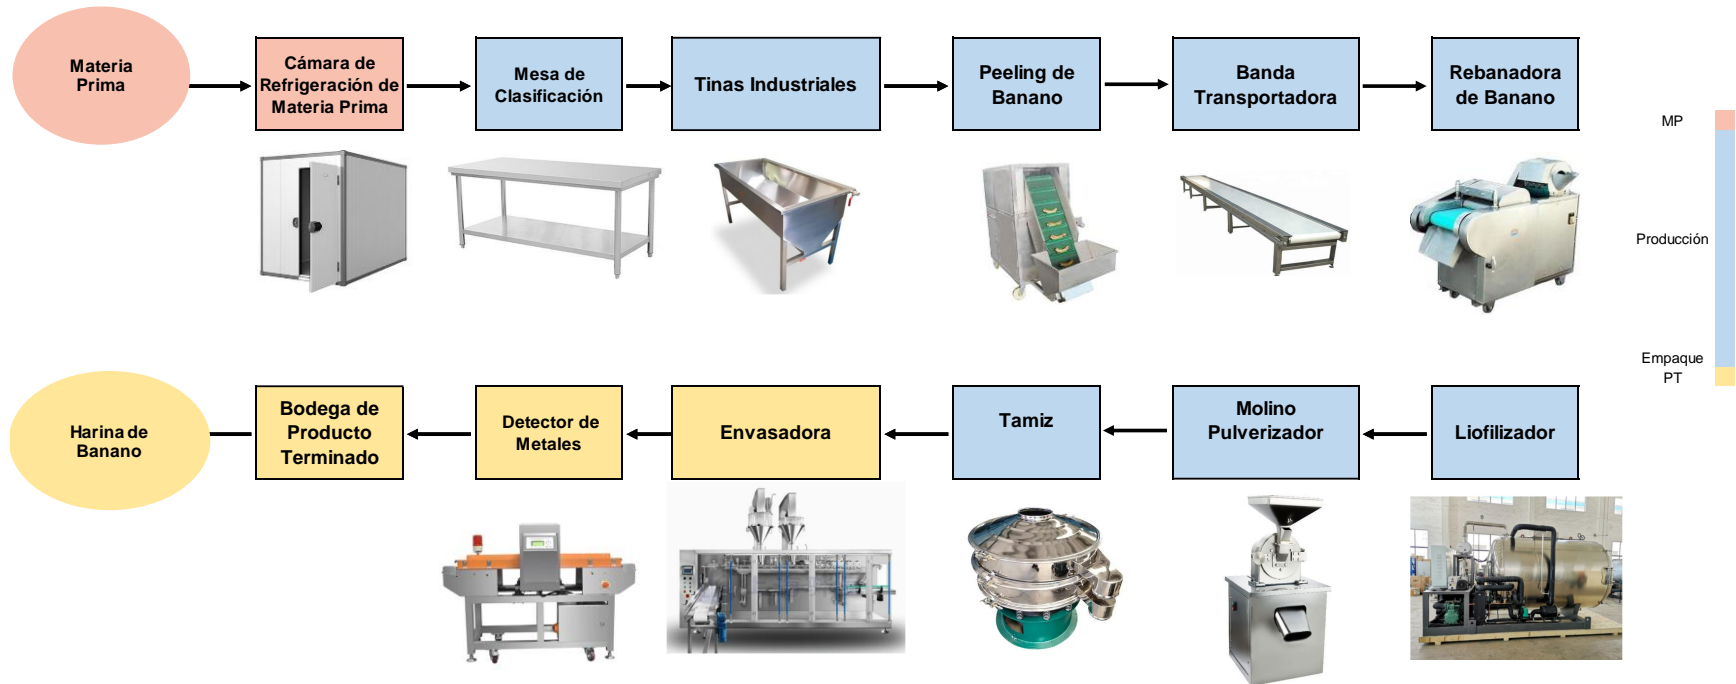 Materia
Prima
Cámara de
Refrigeración de
Materia Prima
Mesa de
Clasificación
Tinas Industriales
Peeling de
Banano
Banda
Transportadora
Rebanadora
de Banano
MP
Producción
Empaque
PT
Harina de
Banano
Bodega de
Producto
Terminado
Detector de
Metales
Envasadora
Tamiz
Molino
Pulverizador
Liofilizador